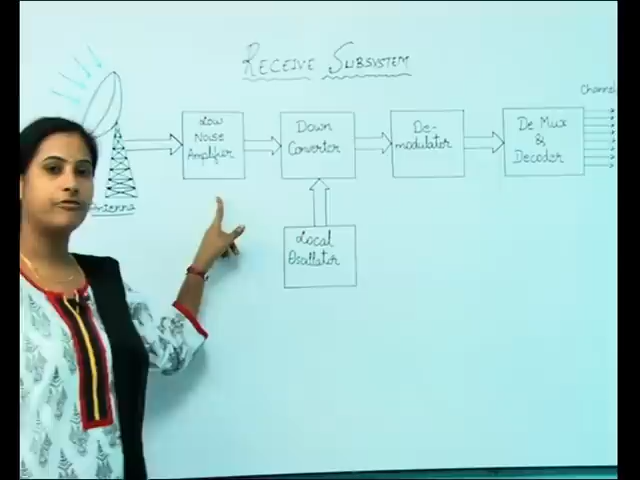 RECEIVE SUBSYSTEM
Channel
Low
Noise
Amplifier
Down
Converter
De-
modulator
De Mux
&
Decoder
Antenna
Local
Oscillator